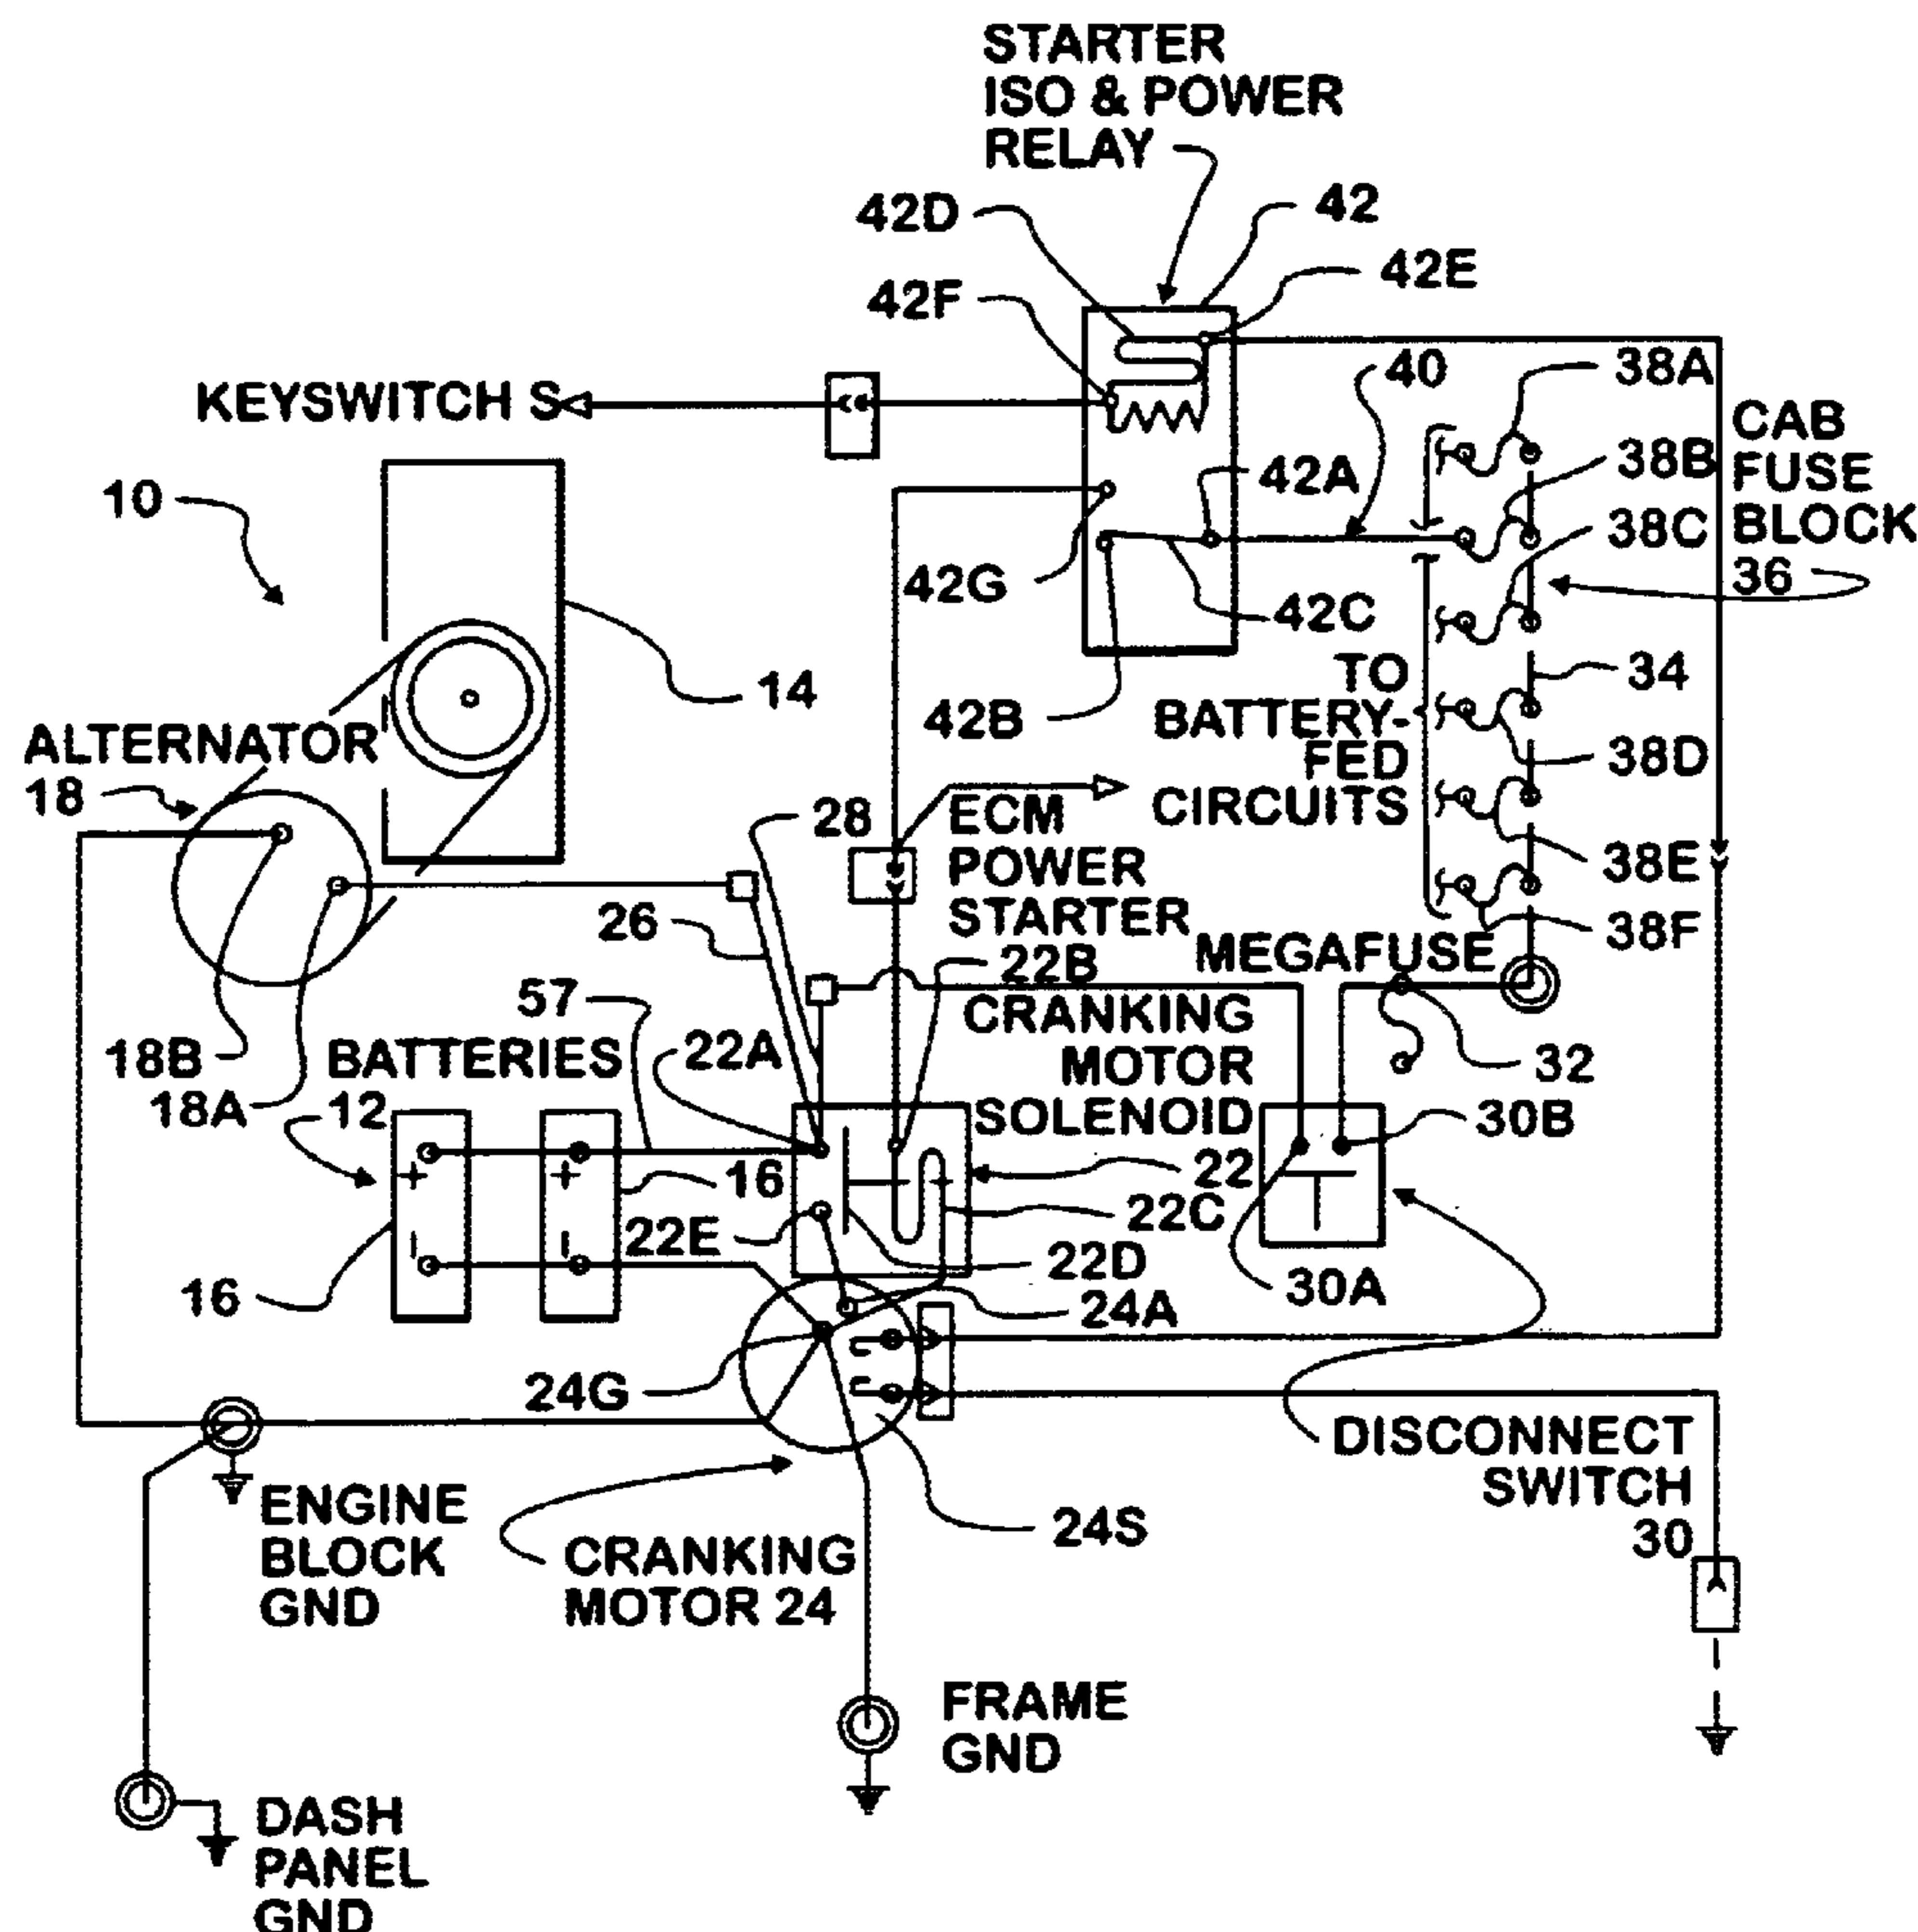 STARTER
ISO & POWER
RELAY
42D
42
42E
42F
40
38A
KEYSWITCH S
CAB
FUSE
BLOCK
36
38B
42A
10
38C
42G
42C
TO
BATTERY-
FED
CIRCUITS
34
14
42B
ALTERNATOR
18
38D
28
ECM
POWER
STARTER
38E
26
38F
MEGAFUSE
22B
57
CRANKING
MOTOR
SOLENOID
18B
BATTERIES
22A
32
18A
12
30B
+
+
16
22
22C
-
-
22E
22D
16
30A
24A
24G
DISCONNECT
SWITCH
30
ENGINE
BLOCK
GND
24S
CRANKING
MOTOR 24
FRAME
GND
DASH
PANEL
GND